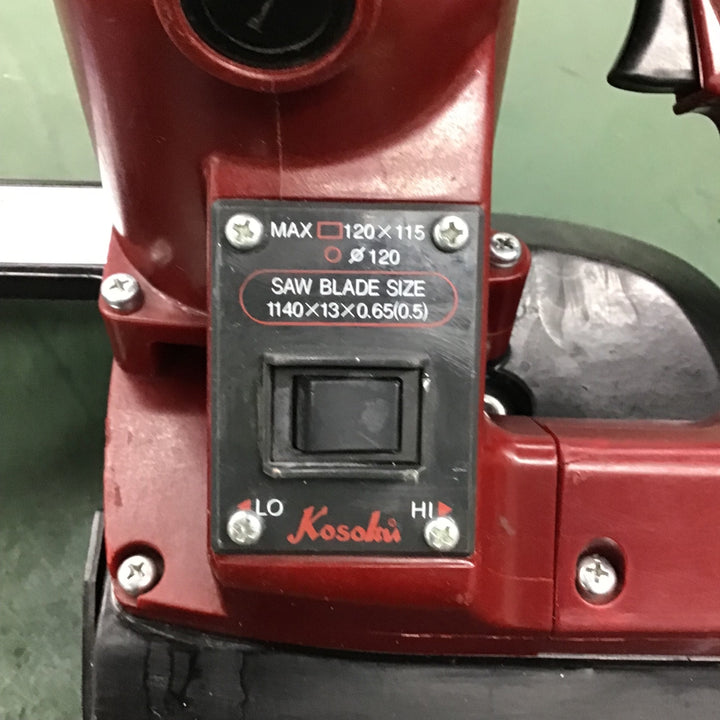 MAX 120×115
ø120
SAW BLADE SIZE
1140×13×0.65(0.5)
LO HI
Kosoku